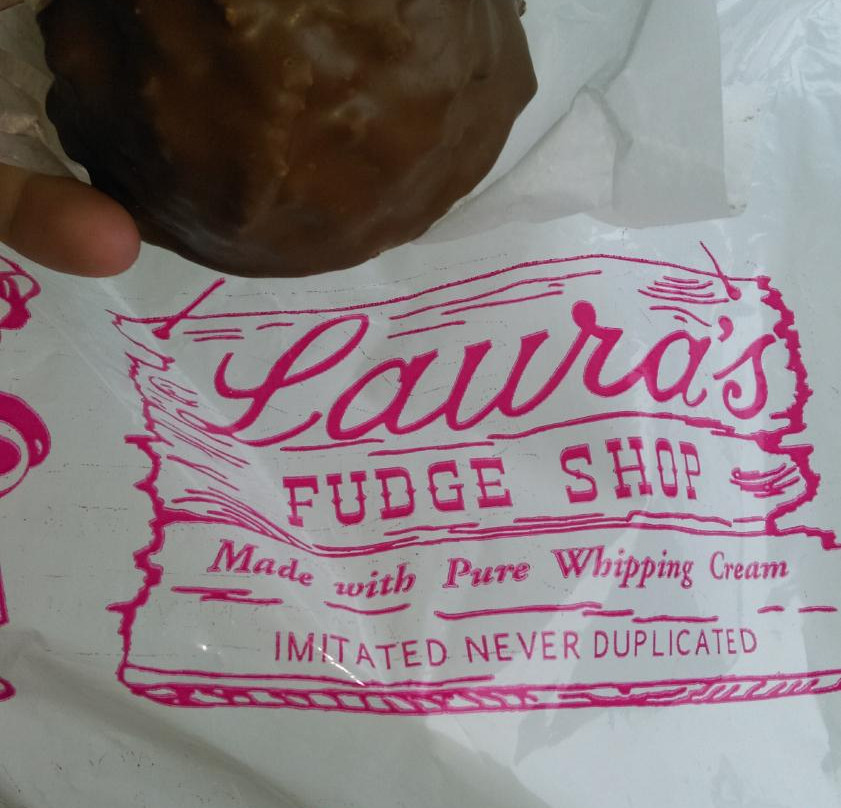 Laura's
FUDGE SHOP
Made with Pure Whipping Cream
IMITATED NEVER DUPLICATED